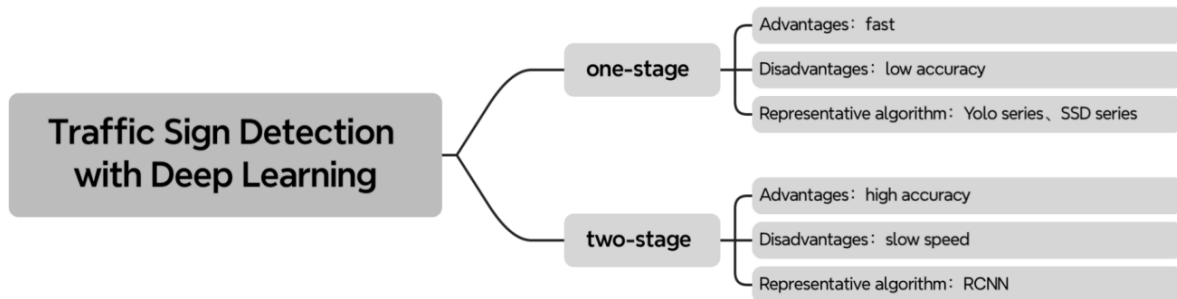 Traffic Sign Detection
with Deep Learning
one-stage
Advantages：fast
Disadvantages：low accuracy
Representative algorithm：Yolo series、SSD series
two-stage
Advantages：high accuracy
Disadvantages：slow speed
Representative algorithm：RCNN